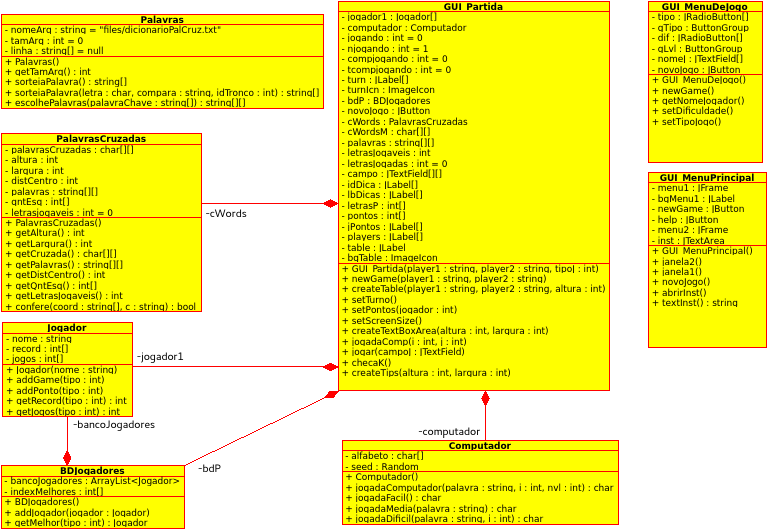 Palavras
- nomeArq : string = "files/dicionarioPalCruz.txt"
- tamArq : int = 0
- linha : string[] = null
+ Palavras()
+ getTamArq() : int
+ sorteiaPalavra() : string[]
+ sorteiaPalavra(letra : char, compara : string, idTronco : int) : string[]
+ escolhePalavras(palavraChave : string[]) : string[][]
PalavrasCruzadas
- palavrasCruzadas : char[][]
- altura : int
- largura : int
- distCentro : int
- palavras : string[][]
- qntEsq : int[]
- letrasJogaveis : int = 0
+ PalavrasCruzadas()
+ getAltura() : int
+ getLargura() : int
+ getCruzada() : char[][]
+ getPalavras() : string[][]
+ getDistCentro() : int
+ getQntEsq() : int[]
+ getLetrasJogaveis() : int
+ confere(coord : string[], c : string) : bool
-cWords
Jogador
- nome : string
- record : int[]
- jogos : int[]
+ Jogador(nome : string)
+ addGame(tipo : int)
+ addPonto(tipo : int)
+ getRecord(tipo : int) : int
+ getJogos(tipo : int) : int
-jogador1
-bancoJogadores
BDJogadores
- bancoJogadores : ArrayList<Jogador>
- indexMelhores : int[]
+ BDJogadores()
+ addJogador(jogador : Jogador)
+ getMelhor(tipo : int) : Jogador
-bdP
GUI_Partida
- jogador1 : Jogador[]
- computador : Computador
- jogando : int = 0
- njogando : int = 1
- compjogando : int = 0
- tcompjogando : int = 0
- turn : JLabel[]
- turnIcn : ImageIcon
- bdP : BDJogadores
- novoJogo : JButton
- cWords : PalavrasCruzadas
- cWordsM : char[][]
- palavras : string[][]
- letrasJogaveis : int
- letrasJogadas : int = 0
- campo : JTextField[][]
- idDica : JLabel[]
- lbDicas : JLabel[]
- letrasP : int[]
- pontos : int[]
- jPontos : JLabel[]
- players : JLabel[]
- table : JLabel
- bgTable : ImageIcon
+ GUI_Partida(player1 : string, player2 : string, tipoJ : int)
+ newGame(player1 : string, player2 : string)
+ createTable(player1 : string, player2 : string, altura : int)
+ setTurno()
+ setPontos(jogador : int)
+ setScreenSize()
+ createTextBoxArea(altura : int, largura : int)
+ jogadaComp(i : int, j : int)
+ jogar(campoJ : JTextField)
+ checaK()
+ createTips(altura : int, largura : int)
-computador
Computador
- alfabeto : char[]
- seed : Random
+ Computador()
+ jogadaComputador(palavra : string, i : int, nvl : int) : char
+ jogadaFacil() : char
+ jogadaMedia(palavra : string) : char
+ jogadaDificil(palavra : string, i : int) : char
GUI_MenuDeJogo
- tipo : JRadioButton[]
- gTipo : ButtonGroup
- dif : JRadioButton[]
- gLvl : ButtonGroup
- nomeJ : JTextField[]
- novoJogo : JButton
+ GUI_MenuDeJogo()
+ newGame()
+ getNomeJogador()
+ setDificuldade()
+ setTipoJogo()
GUI_MenuPrincipal
- menu1 : JFrame
- bgMenu1 : JLabel
- newGame : JButton
- help : JButton
- menu2 : JFrame
- inst : JTextArea
+ GUI_MenuPrincipal()
+ janela2()
+ janela1()
+ novoJogo()
+ abrirInst()
+ textInst() : string